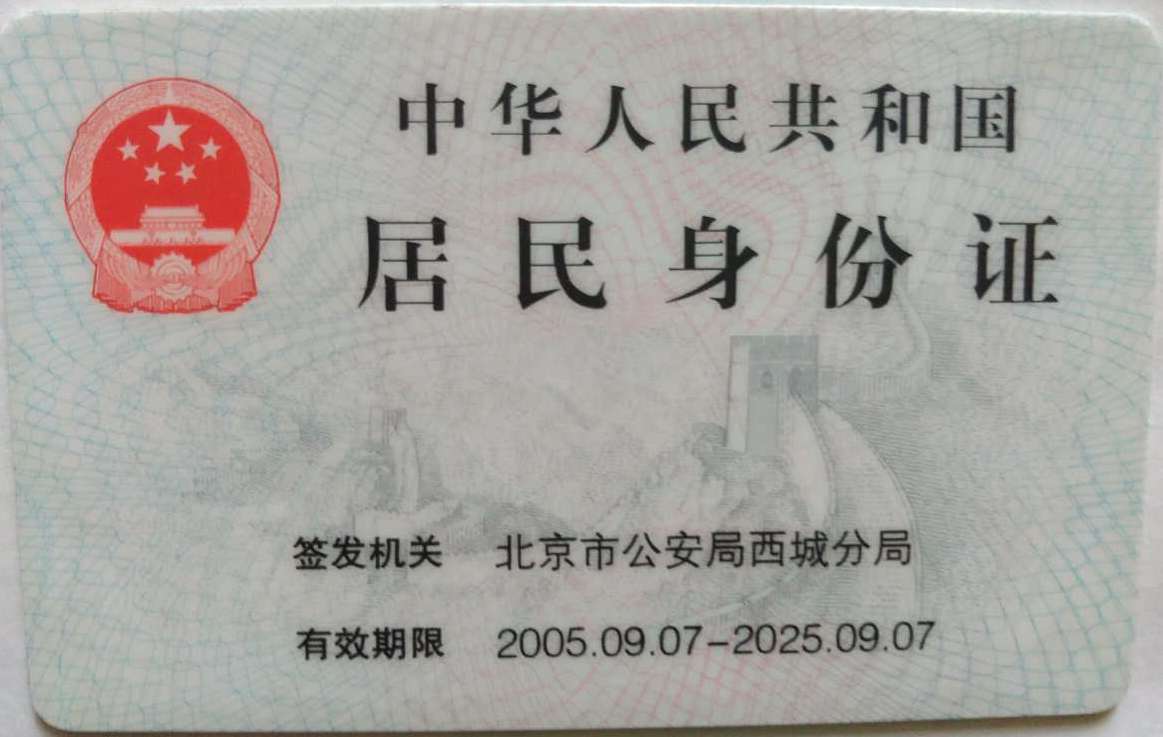 中华人民共和国
居民身份证
签发机关 北京市公安局西城分局
有效期限 2005.09.07-2025.09.07